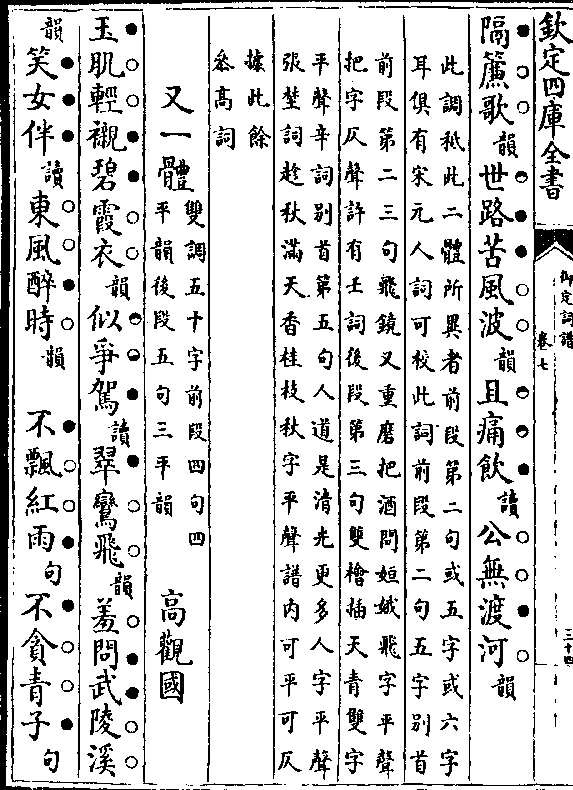 欽定四庫全書
御定詞譜
卷七
三十四
隔簾歌韻世路苦風波韻且痛飲讀公無渡河韻
此調祇此二體所異者前段第二句或五字或六字
耳俱有宋元人詞可校此詞前段第二句五字別首
前段第二三句飛鏡又重磨把酒問姮娥飛字平聲
把字仄聲許有壬詞後段第三句雙檜插天青雙字
平聲辛詞別首第五句人道是清光更多人字平聲
張埜詞趁秋滿天香桂枝秋字平聲譜內可平可仄
據此餘
叅高詞
又一體雙調五十字前段四句四
平韻後段五句三平韻
高觀國
玉肌輕襯碧霞衣韻似爭駕讀翠鸞飛韻羞問武陵溪
韻笑女伴讀東風醉時韻
不飄紅雨句不貪青子句